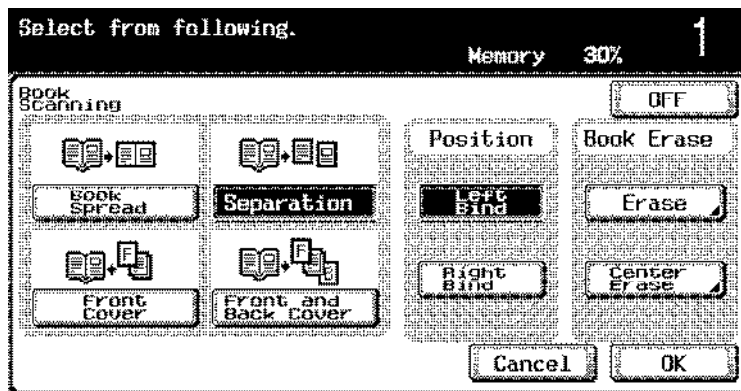 Select from following.
Memory 30% 1
Book
Scanning
OFF
Position
Book Erase
Book
Spread
Separation
Left
Bind
Erase
Front
Cover
Front and
Back Cover
Right
Bind
Center
Erase
Cancel
OK